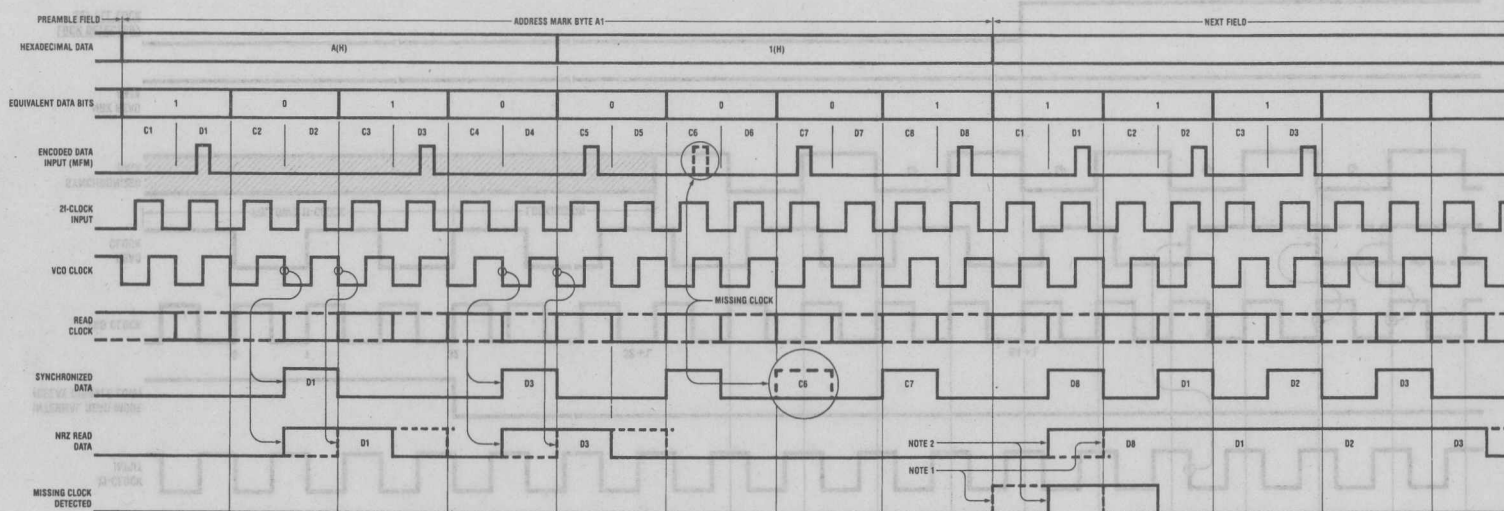 PREAMBLE FIELD ADDRESS MARK BYTE A1 NEXT FIELD
HEXADECIMAL DATA A(H) 1(H)
EQUIVALENT DATA BITS 1 0 1 0 0 0 0 1 1 1 1
C1 D1 C2 D2 C3 D3 C4 D4 C5 D5 C6 D6 C7 D7 C8 D8 C1 D1 C2 D2 C3 D3
ENCODED DATA
INPUT (MFM)
2f-CLOCK
INPUT
VCO CLOCK
MISSING CLOCK
READ
CLOCK
SYNCHRONIZED
DATA
D1 D3 C6 C7 D8 D1 D2 D3
NRZ READ
DATA
D1 D3 NOTE 2 D8 D1 D2 D3
NOTE 1
MISSING CLOCK
DETECTED